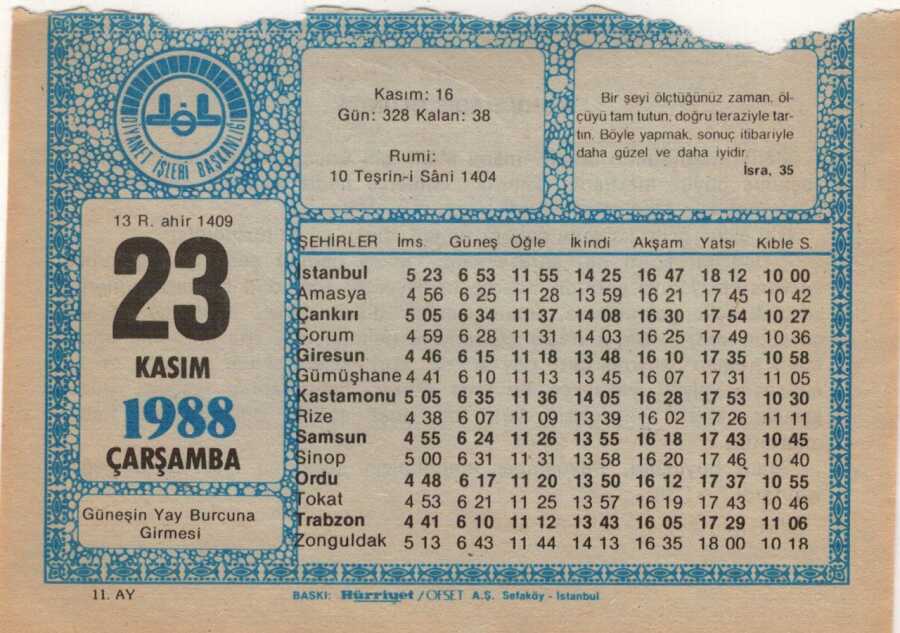 DİYANET İŞLERİ BAŞKANLIĞI
Kasım: 16
Gün: 328 Kalan: 38
Rumi:
10 Teşrin-i Sâni 1404
Bir şeyi ölçtüğünüz zaman, öl-
çüyü tam tutun, doğru teraziyle tar-
tın. Böyle yapmak, sonuç itibariyle
daha güzel ve daha iyidir.
İsra, 35
13 R. ahir 1409
23
KASIM
1988
ÇARŞAMBA
Güneşin Yay Burcuna
Girmesi
ŞEHİRLER İms. Güneş Öğle İkindi Akşam Yatsı Kıble S.
İstanbul 5 23 6 53 11 55 14 25 16 47 18 12 10 00
Amasya 4 56 6 25 11 28 13 59 16 21 17 45 10 42
Çankırı 5 05 6 34 11 37 14 08 16 30 17 54 10 27
Çorum 4 59 6 28 11 31 14 03 16 25 17 49 10 36
Giresun 4 46 6 15 11 18 13 48 16 10 17 35 10 58
Gümüşhane 4 41 6 10 11 13 13 45 16 07 17 31 11 05
Kastamonu 5 05 6 35 11 36 14 05 16 28 17 53 10 30
Rize 4 38 6 07 11 09 13 39 16 02 17 26 11 11
Samsun 4 55 6 24 11 26 13 55 16 18 17 43 10 45
Sinop 5 00 6 31 11 31 13 58 16 20 17 46 10 40
Ordu 4 48 6 17 11 20 13 50 16 12 17 37 10 55
Tokat 4 53 6 21 11 25 13 57 16 19 17 43 10 46
Trabzon 4 41 6 10 11 12 13 43 16 05 17 29 11 06
Zonguldak 5 13 6 43 11 44 14 13 16 35 18 00 10 18
11. AY
BASKI: Hürriyet / OFSET A.Ş. Sefaköy - İstanbul